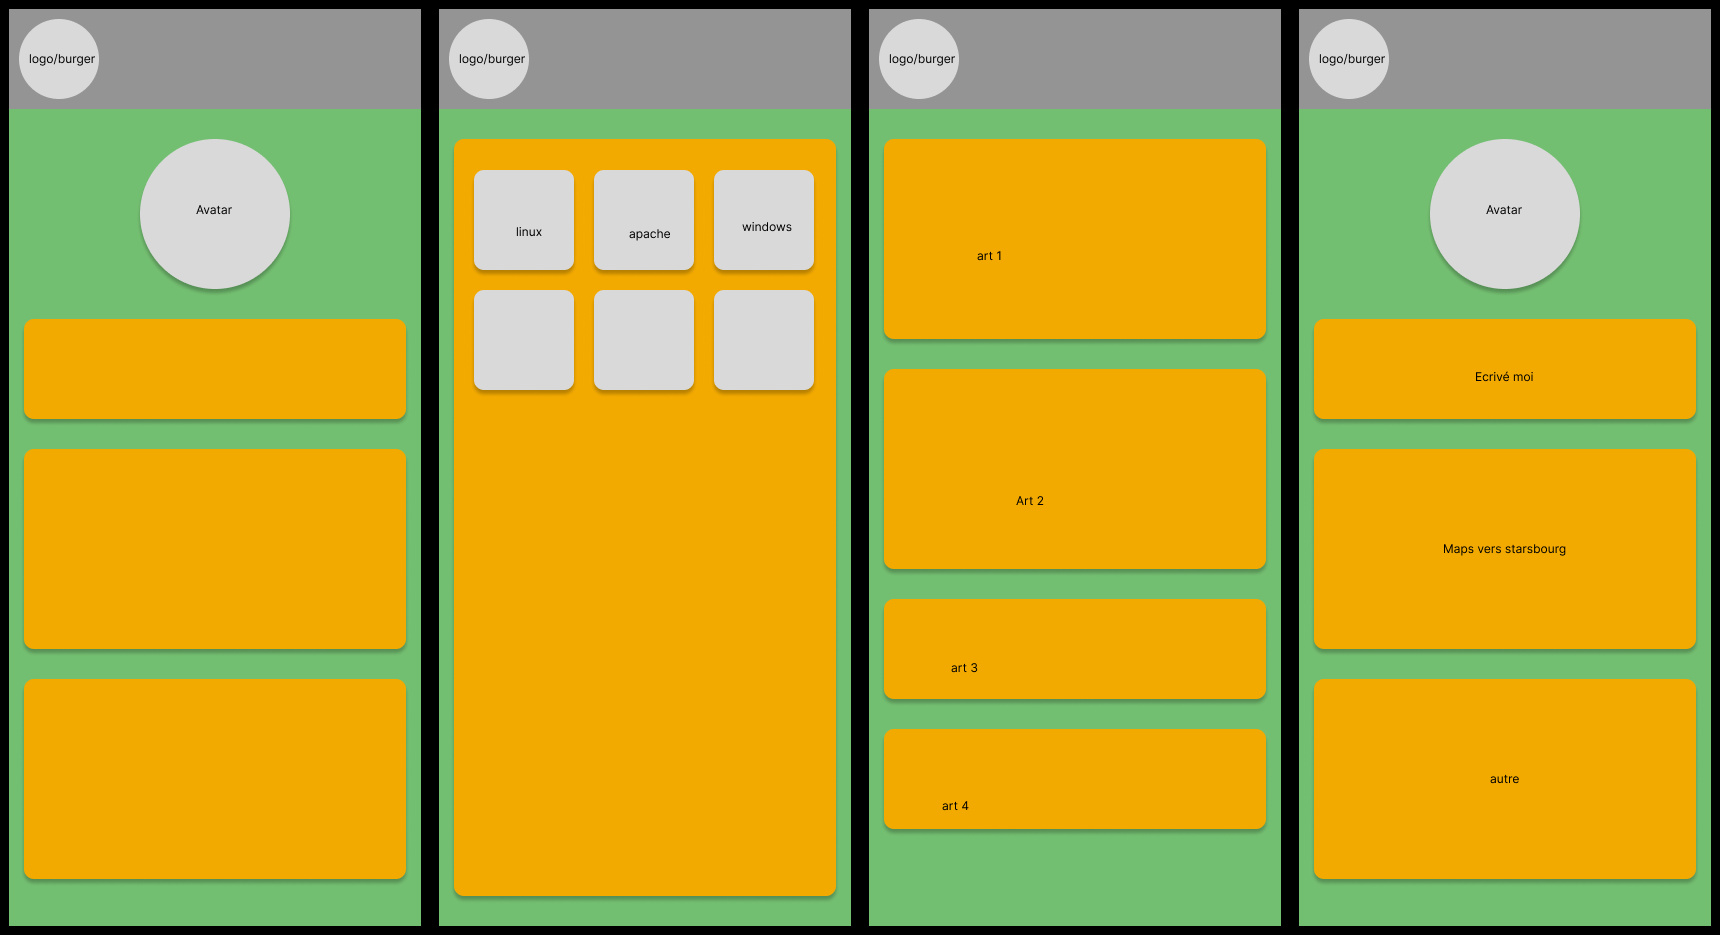 logo/burger
Avatar
logo/burger
linux
apache
windows
logo/burger
art 1
Art 2
art 3
art 4
logo/burger
Avatar
Ecrivé moi
Maps vers starsbourg
autre